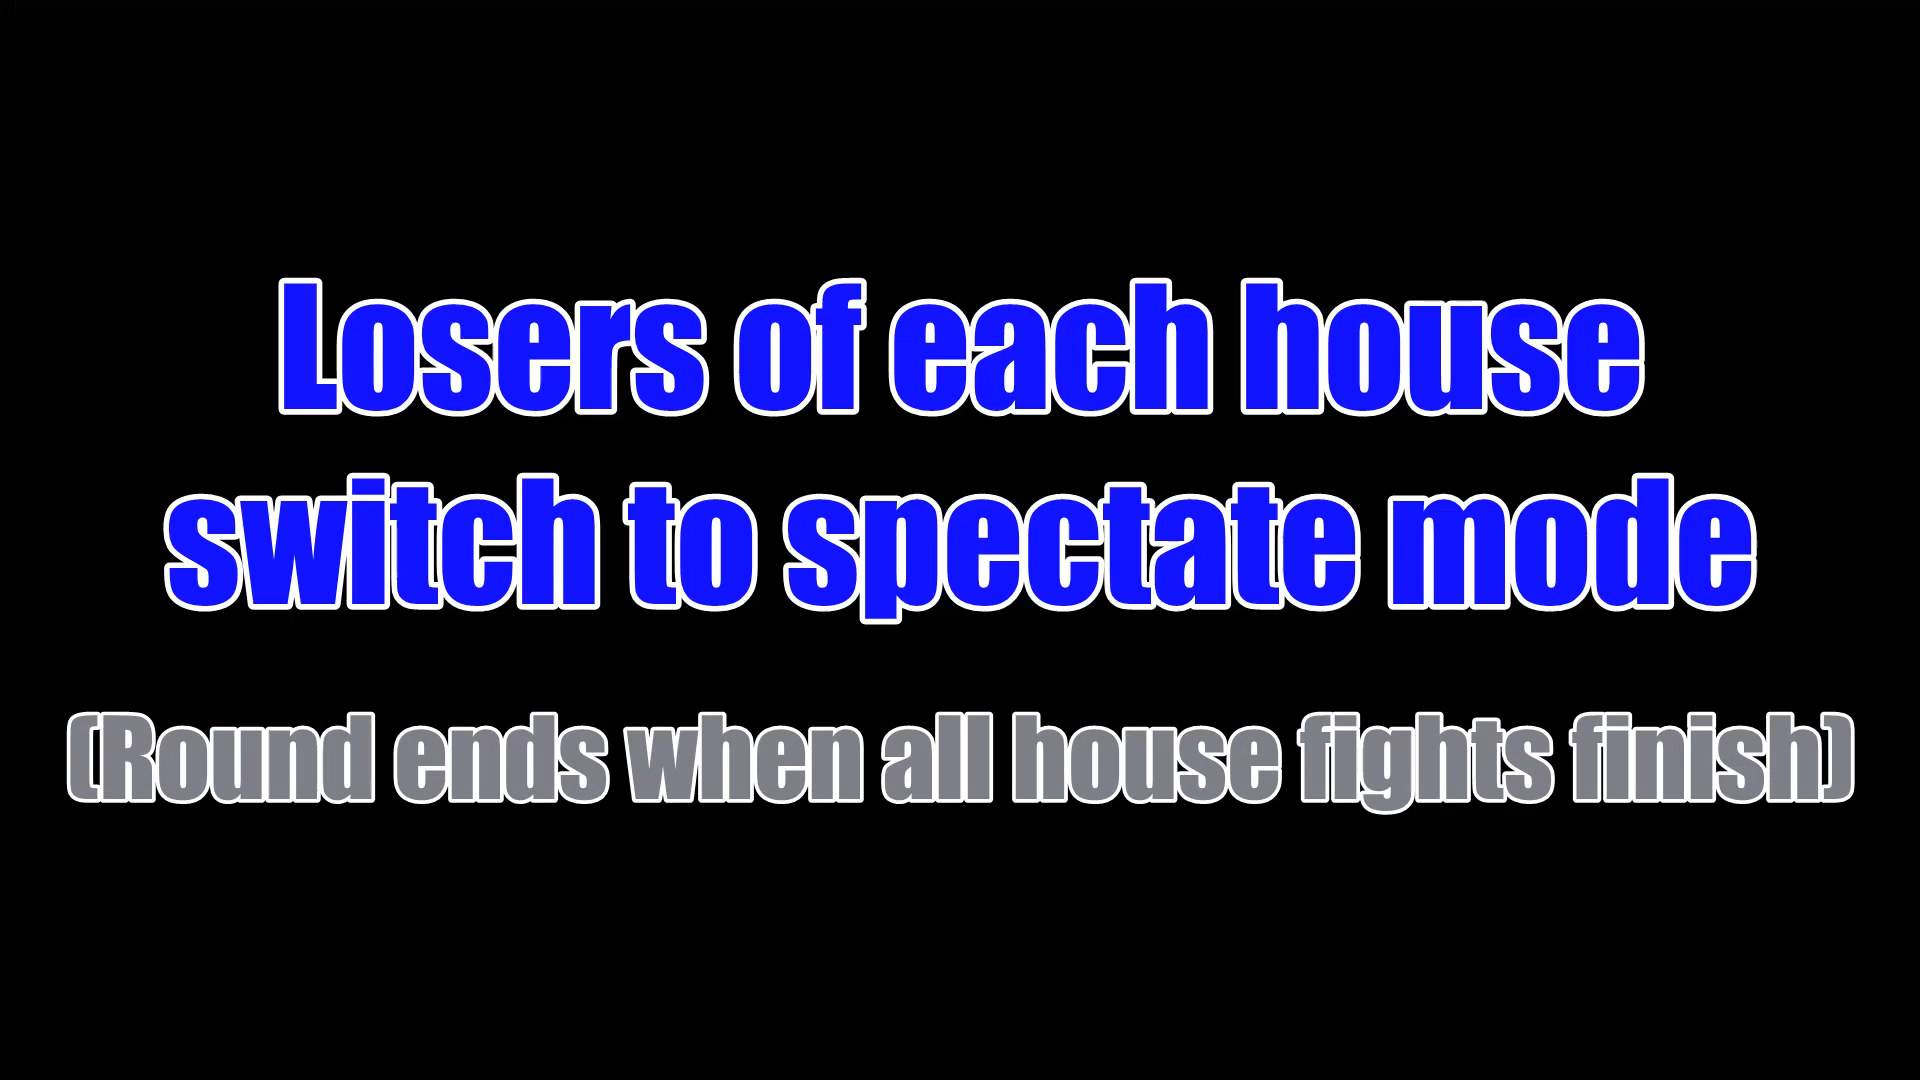 Losers of each house
switch to spectate mode
(Round ends when all house fights finish)